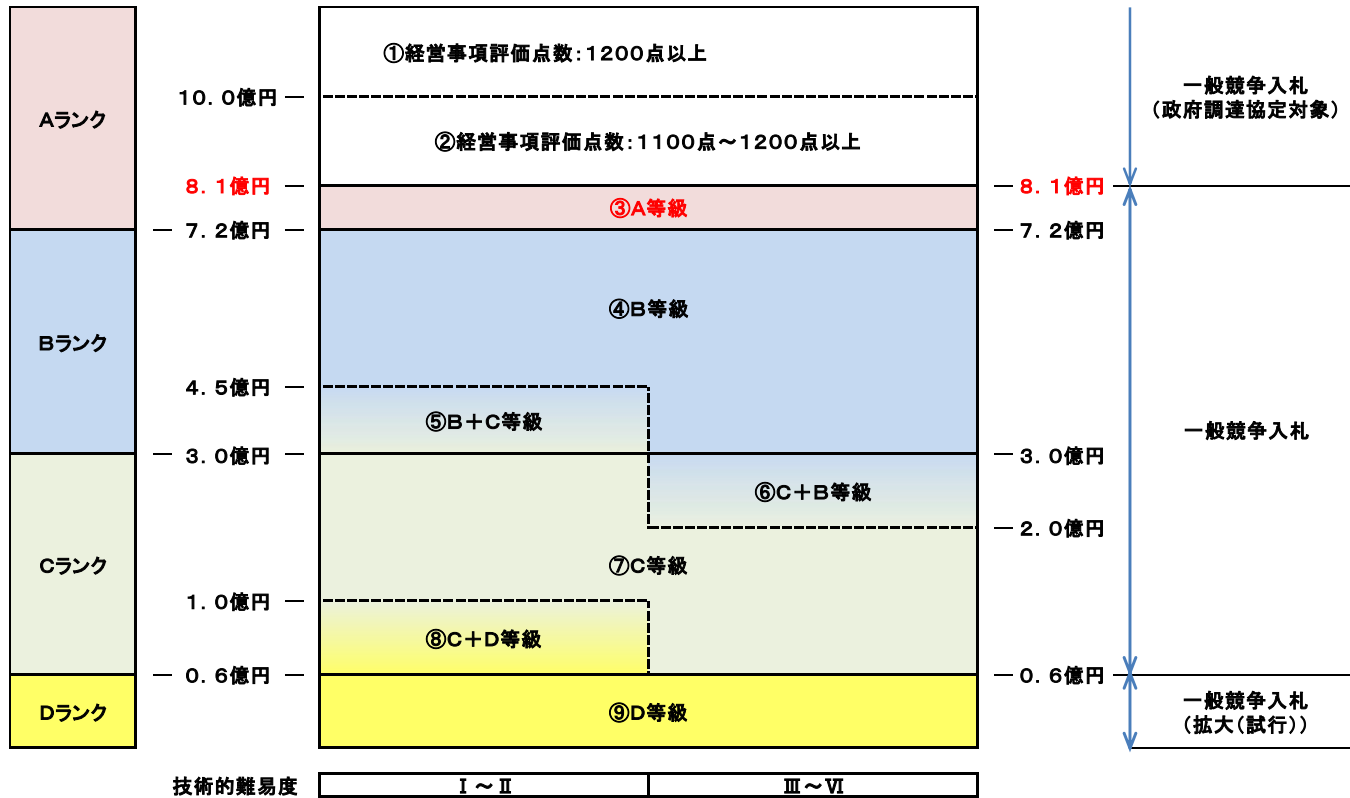 ①経営事項評価点数：１２００点以上
１０．０億円
一般競争入札
（政府調達協定対象）
Aランク
②経営事項評価点数：１１００点～１２００点以上
８．１億円
８．１億円
③A等級
７．２億円
７．２億円
④B等級
Bランク
４．５億円
⑤B＋C等級
一般競争入札
３．０億円
３．０億円
⑥C＋B等級
２．０億円
Cランク
⑦C等級
１．０億円
⑧C＋D等級
０．６億円
０．６億円
Dランク
⑨D等級
一般競争入札
（拡大（試行））
技術的難易度
Ⅰ～Ⅱ
Ⅲ～Ⅵ